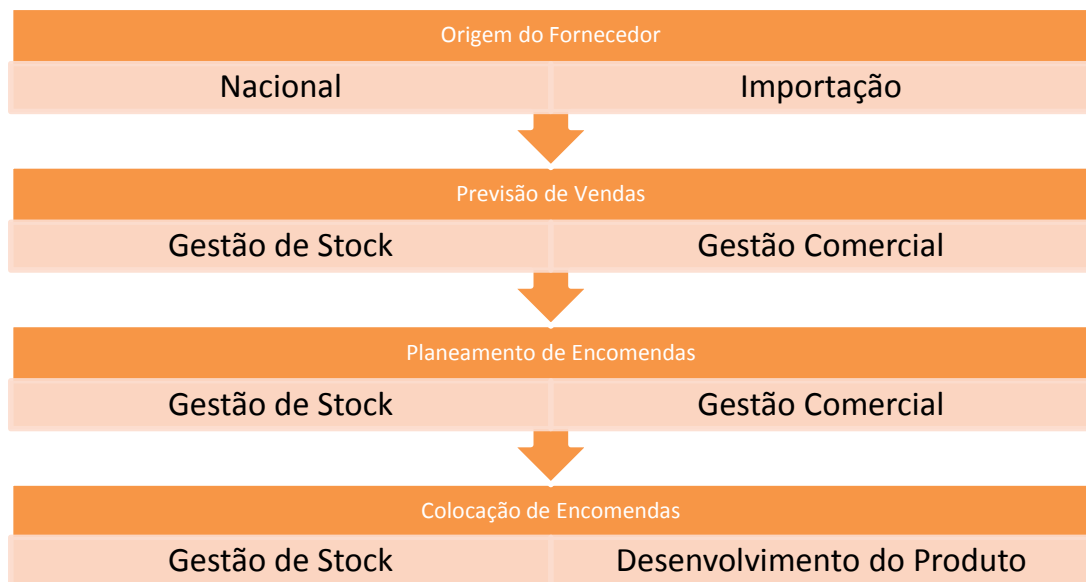 Origem do Fornecedor
Nacional
Importação
Previsão de Vendas
Gestão de Stock
Gestão Comercial
Planeamento de Encomendas
Gestão de Stock
Gestão Comercial
Colocação de Encomendas
Gestão de Stock
Desenvolvimento do Produto